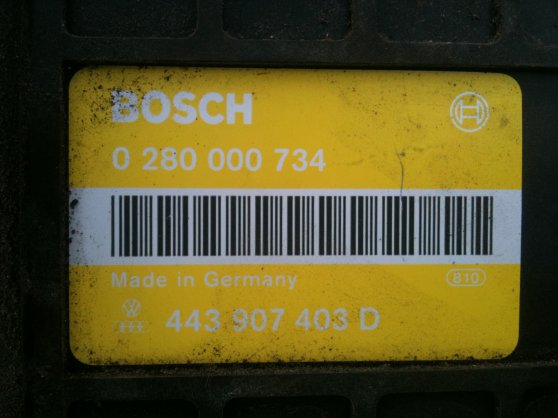 BOSCH
0 280 000 734
Made in Germany
810
443 907 403 D